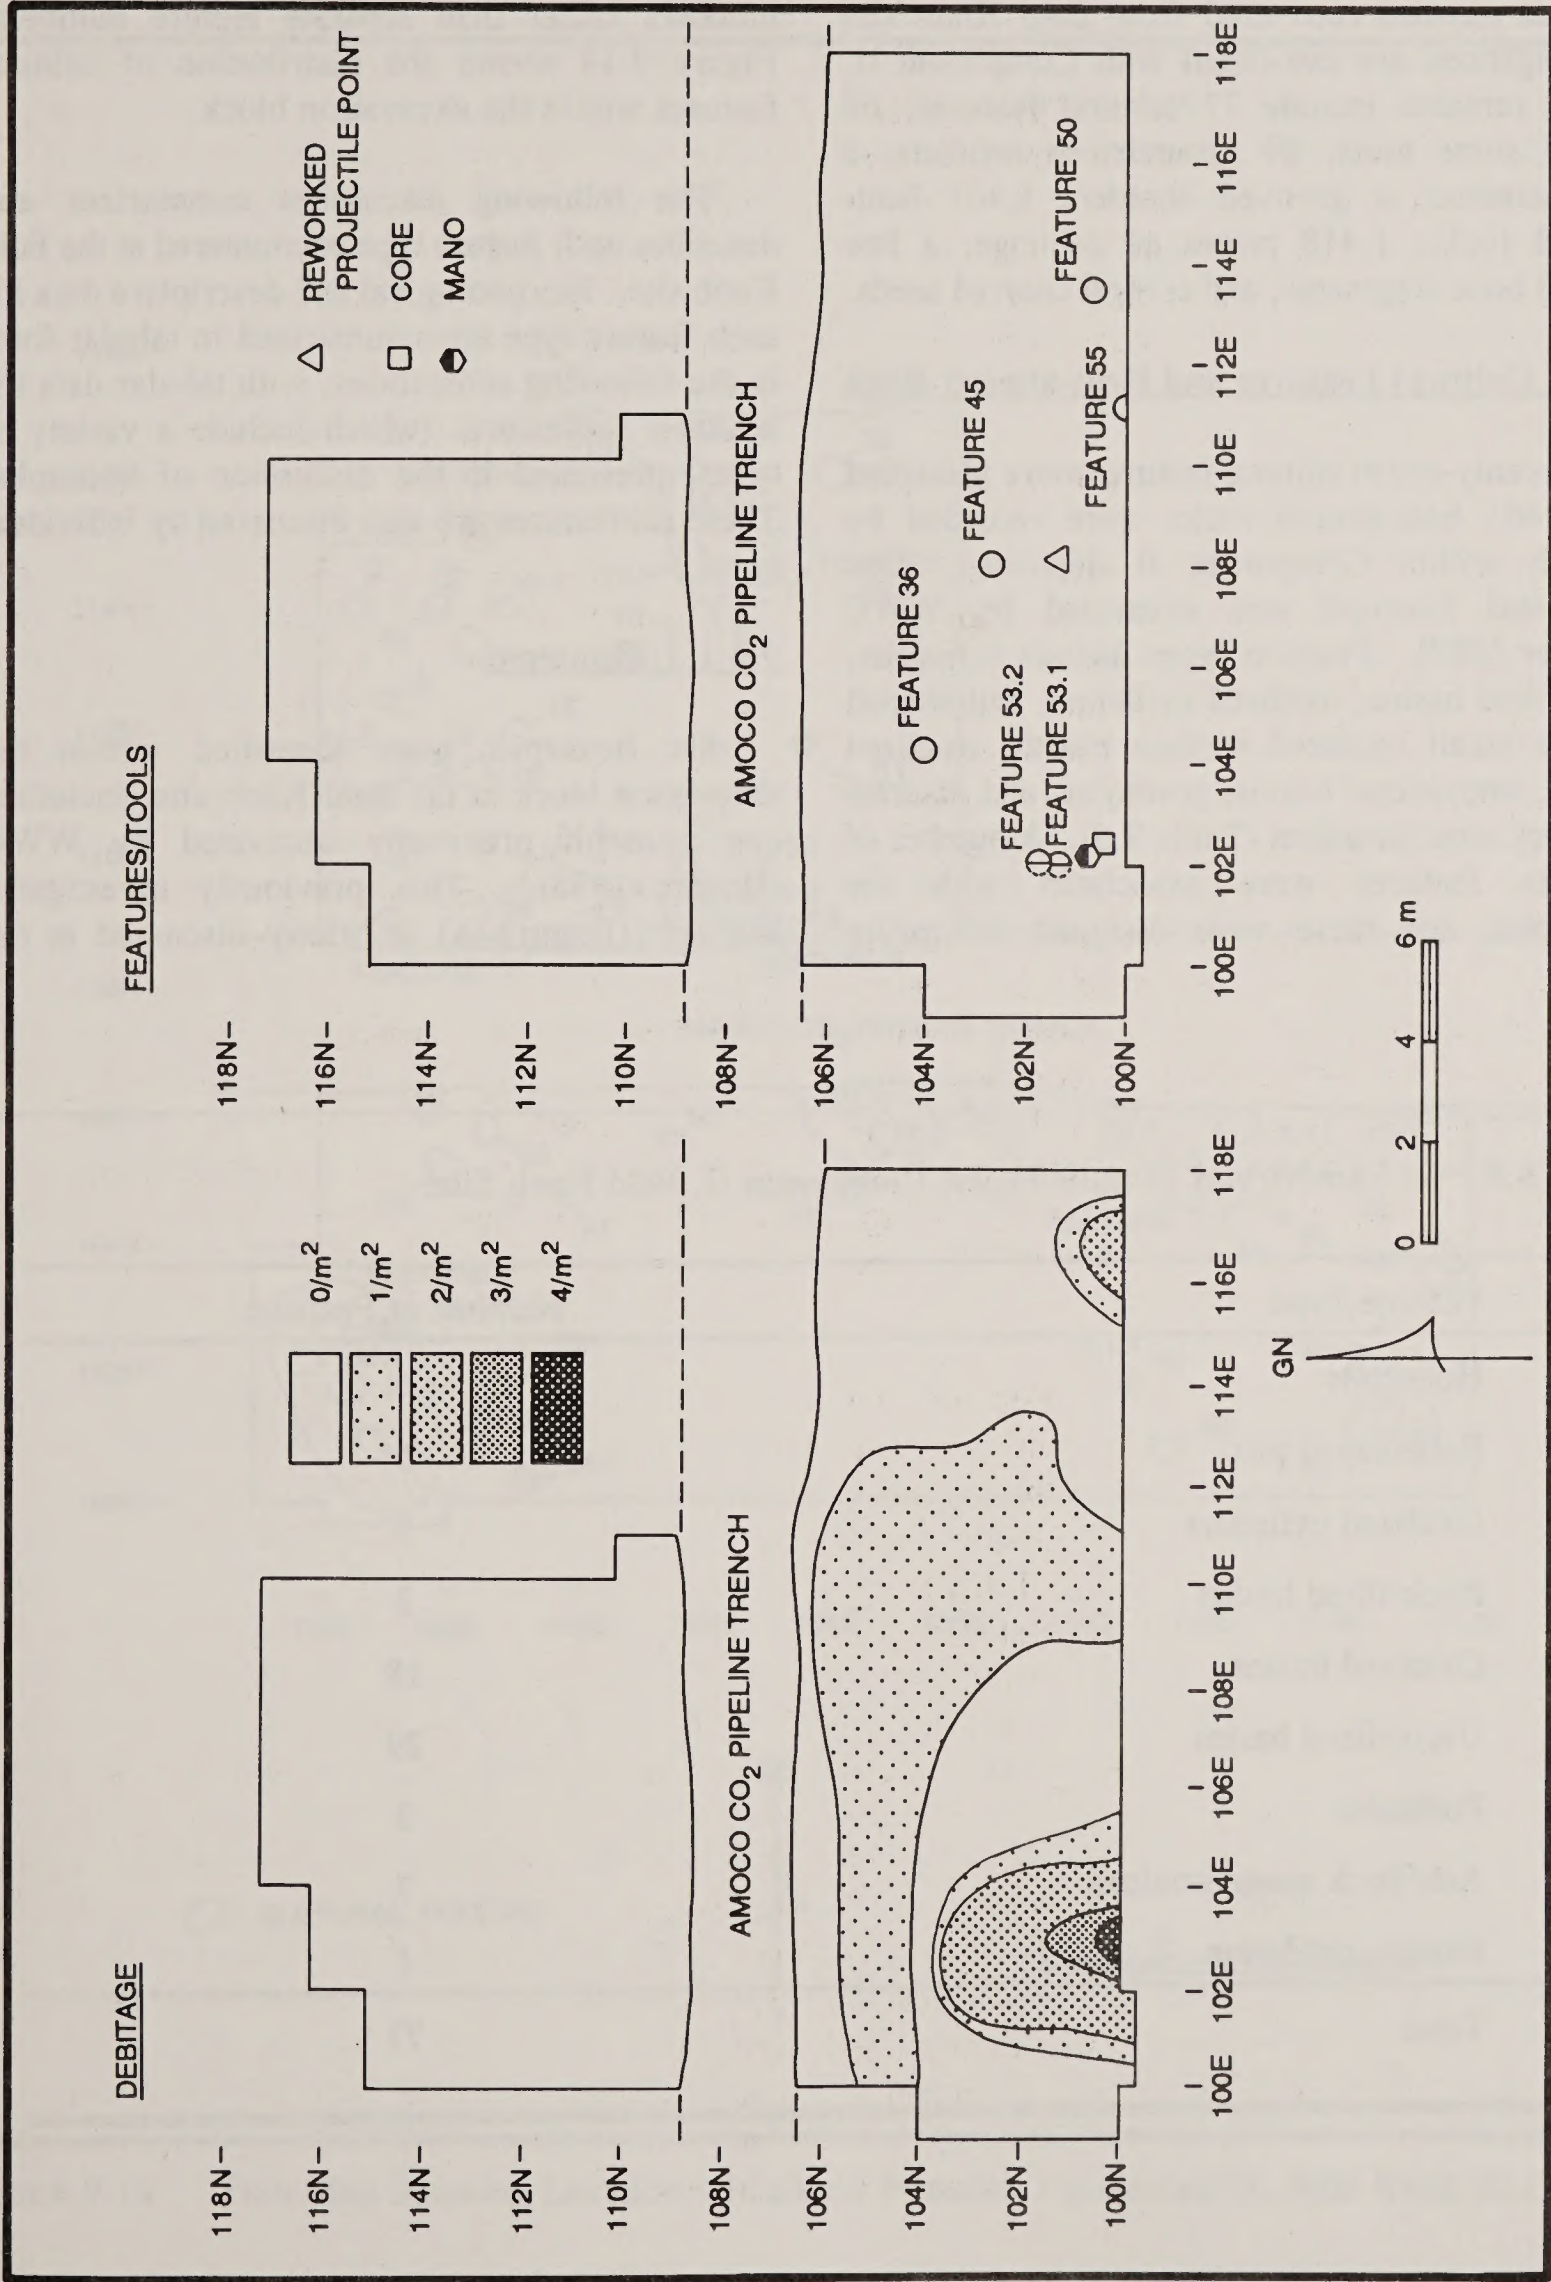 DEBITAGE
0/m²
1/m²
2/m²
3/m²
4/m²
118N
116N
114N
112N
110N
108N
106N
104N
102N
100N
AMOCO CO₂ PIPELINE TRENCH
100E 102E 104E 106E 108E 110E 112E 114E 116E 118E
GN
0 2 4 6 m
FEATURES/TOOLS
REWORKED
PROJECTILE POINT
CORE
MANO
118N
116N
114N
112N
110N
108N
106N
104N
102N
100N
AMOCO CO₂ PIPELINE TRENCH
FEATURE 36
FEATURE 45
FEATURE 53.2
FEATURE 53.1
FEATURE 50
FEATURE 55
100E 102E 104E 106E 108E 110E 112E 114E 116E 118E